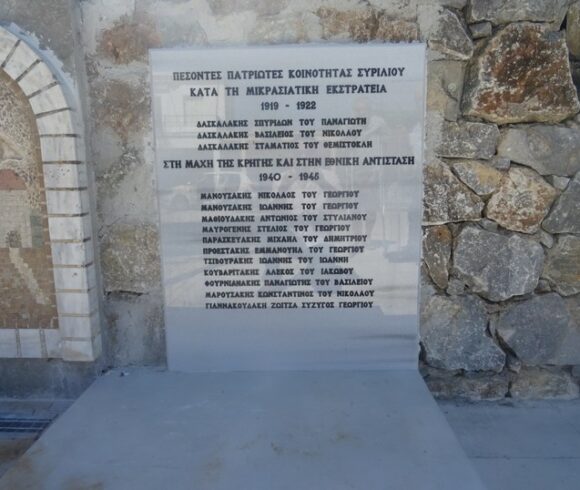 ΠΕΣΟΝΤΕΣ ΠΑΤΡΙΩΤΕΣ ΚΟΙΝΟΤΗΤΑΣ ΣΥΡΙΛΙΟΥ
ΚΑΤΑ ΤΗ ΜΙΚΡΑΣΙΑΤΙΚΗ ΕΚΣΤΡΑΤΕΙΑ
1919 - 1922
ΔΑΣΚΑΛΑΚΗΣ ΣΠΥΡΙΔΩΝ ΤΟΥ ΠΑΝΑΓΙΩΤΗ
ΔΑΣΚΑΛΑΚΗΣ ΒΑΣΙΛΕΙΟΣ ΤΟΥ ΝΙΚΟΛΑΟΥ
ΔΑΣΚΑΛΑΚΗΣ ΣΤΑΜΑΤΙΟΣ ΤΟΥ ΘΕΜΙΣΤΟΚΛΗ
ΣΤΗ ΜΑΧΗ ΤΗΣ ΚΡΗΤΗΣ ΚΑΙ ΣΤΗΝ ΕΘΝΙΚΗ ΑΝΤΙΣΤΑΣΗ
1940 - 1945
ΜΑΝΟΥΣΑΚΗΣ ΝΙΚΟΛΑΟΣ ΤΟΥ ΓΕΩΡΓΙΟΥ
ΜΑΝΟΥΣΑΚΗΣ ΙΩΑΝΝΗΣ ΤΟΥ ΓΕΩΡΓΙΟΥ
ΜΑΘΙΟΥΔΑΚΗΣ ΑΝΤΩΝΙΟΣ ΤΟΥ ΣΤΥΛΙΑΝΟΥ
ΜΑΥΡΟΓΕΝΗΣ ΣΤΕΛΙΟΣ ΤΟΥ ΓΕΩΡΓΙΟΥ
ΠΑΡΑΣΚΕΥΑΚΗΣ ΜΙΧΑΗΛ ΤΟΥ ΔΗΜΗΤΡΙΟΥ
ΠΡΟΕΣΤΑΚΗΣ ΕΜΜΑΝΟΥΗΛ ΤΟΥ ΓΕΩΡΓΙΟΥ
ΤΣΙΒΟΥΡΑΚΗΣ ΙΩΑΝΝΗΣ ΤΟΥ ΙΩΑΝΝΗ
ΚΟΥΒΑΡΙΤΑΚΗΣ ΑΛΕΚΟΣ ΤΟΥ ΙΑΚΩΒΟΥ
ΦΟΥΡΝΙΑΝΑΚΗΣ ΠΑΝΑΓΙΩΤΗΣ ΤΟΥ ΒΑΣΙΛΕΙΟΥ
ΜΑΡΟΥΣΑΚΗΣ ΚΩΝΣΤΑΝΤΙΝΟΣ ΤΟΥ ΝΙΚΟΛΑΟΥ
ΓΙΑΝΝΑΚΟΥΔΑΚΗ ΖΩΙΤΣΑ ΣΥΖΥΓΟΣ ΓΕΩΡΓΙΟΥ